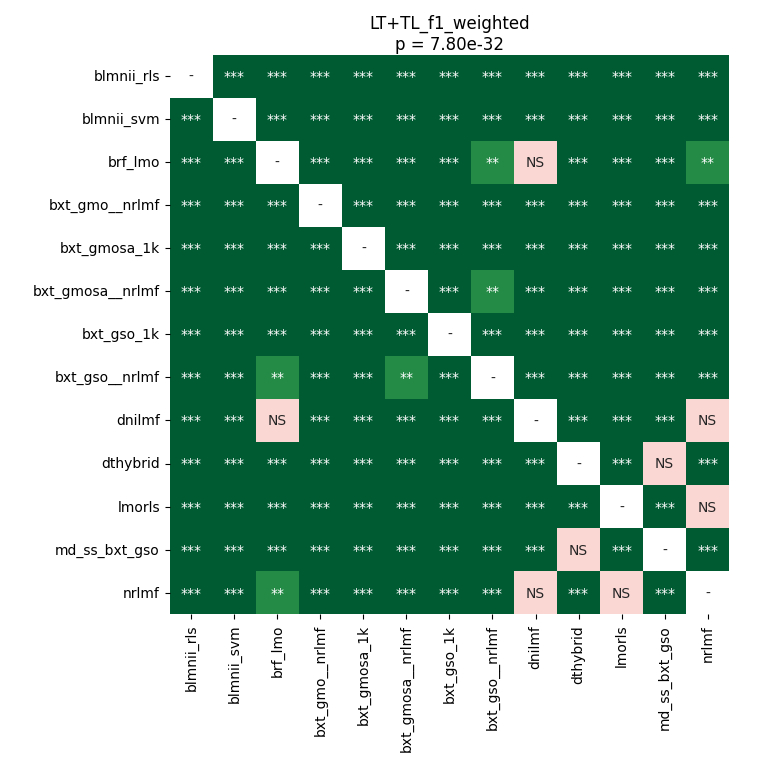 LT+TL_f1_weighted
p = 7.80e-32
blmnii_rls - *** *** *** *** *** *** *** *** *** *** *** ***
blmnii_svm *** - *** *** *** *** *** *** *** *** *** *** ***
brf_lmo *** *** - *** *** *** *** ** NS *** *** *** **
bxt_gmo__nrlmf *** *** *** - *** *** *** *** *** *** *** *** ***
bxt_gmosa_1k *** *** *** *** - *** *** *** *** *** *** *** ***
bxt_gmosa__nrlmf *** *** *** *** *** - *** ** *** *** *** *** ***
bxt_gso_1k *** *** *** *** *** *** - *** *** *** *** *** ***
bxt_gso__nrlmf *** *** ** *** *** ** *** - *** *** *** *** ***
dnilmf *** *** NS *** *** *** *** *** - *** *** *** NS
dthybrid *** *** *** *** *** *** *** *** *** - *** NS ***
lmorls *** *** *** *** *** *** *** *** *** *** - *** NS
md_ss_bxt_gso *** *** *** *** *** *** *** *** *** NS *** - ***
nrlmf *** *** ** *** *** *** *** *** NS *** NS *** -
blmnii_rls
blmnii_svm
brf_lmo
bxt_gmo__nrlmf
bxt_gmosa_1k
bxt_gmosa__nrlmf
bxt_gso_1k
bxt_gso__nrlmf
dnilmf
dthybrid
lmorls
md_ss_bxt_gso
nrlmf